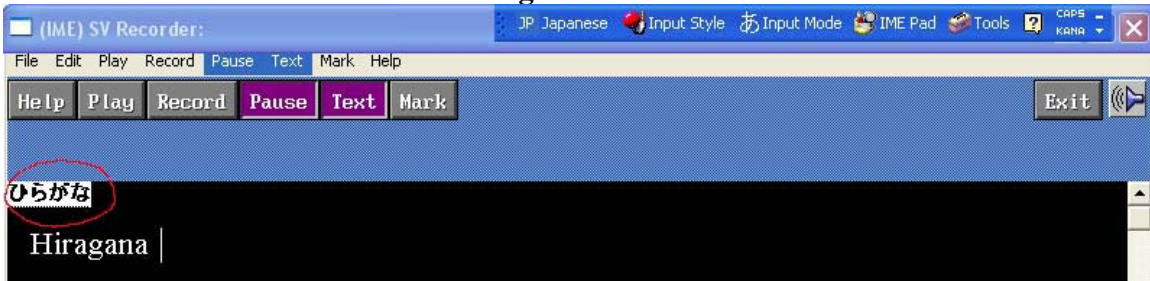 (IME) SV Recorder:
JP Japanese Input Style あ Input Mode IME Pad Tools ? CAPS KANA
File Edit Play Record Pause Text Mark Help
Help Play Record Pause Text Mark Exit
ひらがな
Hiragana